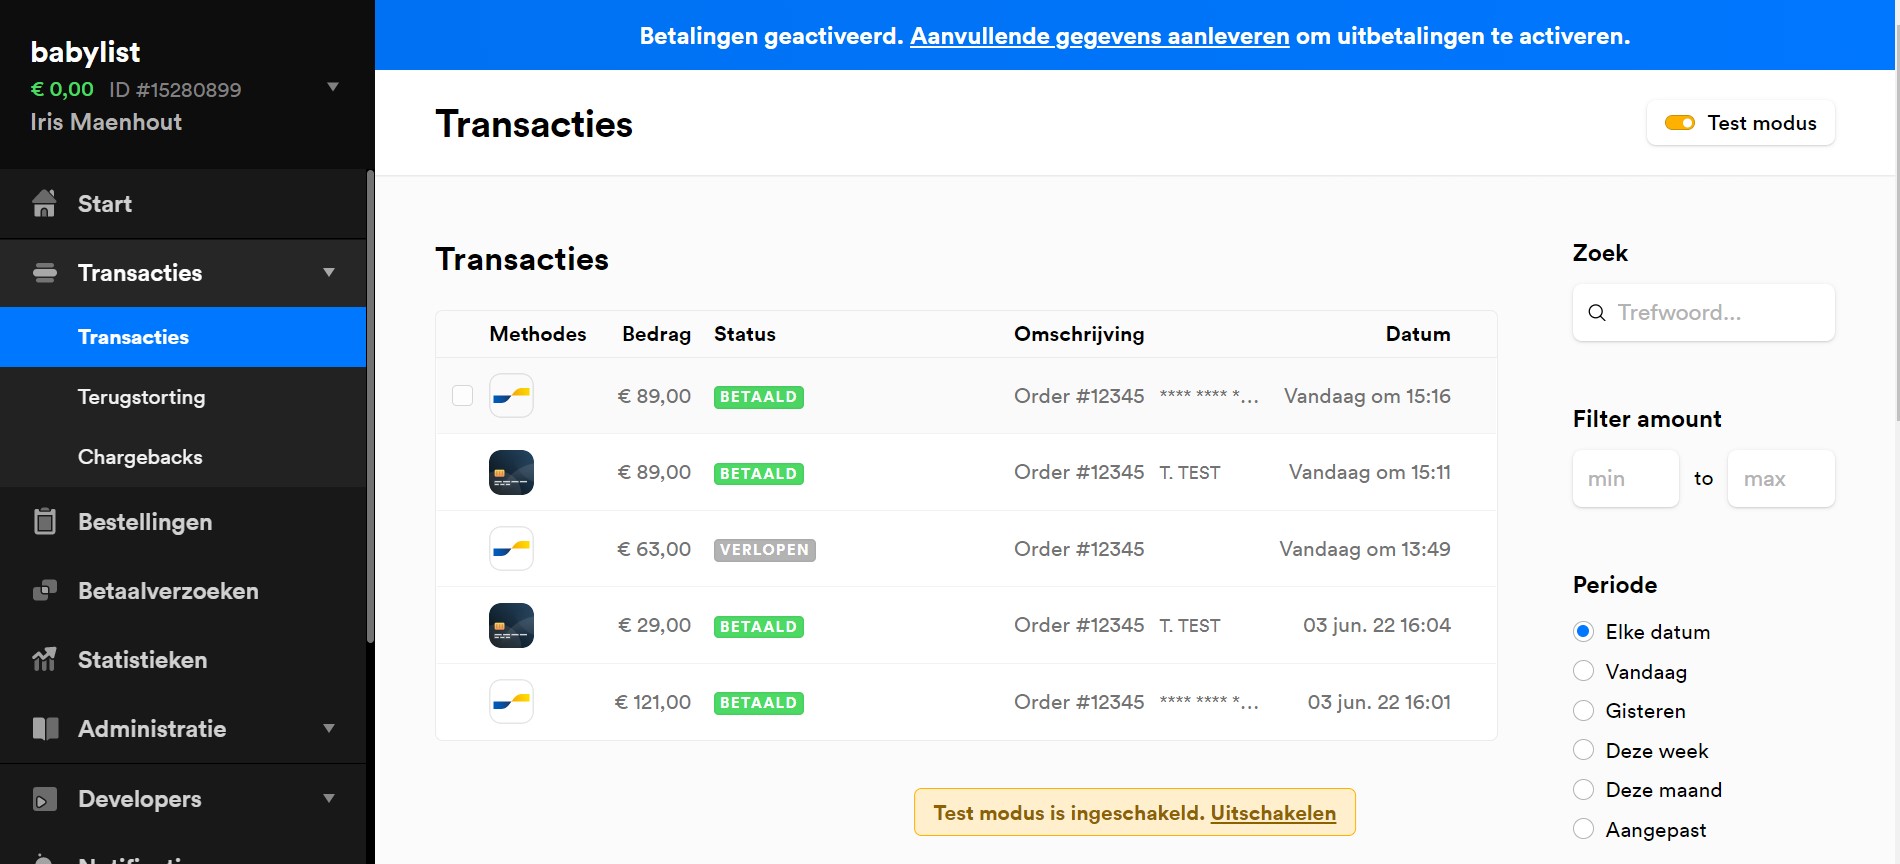 babylist
€ 0,00 ID #15280899
Iris Maenhout
Start
Transacties
Transacties
Terugstorting
Chargebacks
Bestellingen
Betaalverzoeken
Statistieken
Administratie
Developers
Betalingen geactiveerd. Aanvullende gegevens aanleveren om uitbetalingen te activeren.
Transacties
Test modus
Transacties
Methodes Bedrag Status Omschrijving Datum
€ 89,00 BETAALD Order #12345 **** **** *... Vandaag om 15:16
€ 89,00 BETAALD Order #12345 T. TEST Vandaag om 15:11
€ 63,00 VERLOPEN Order #12345 Vandaag om 13:49
€ 29,00 BETAALD Order #12345 T. TEST 03 jun. 22 16:04
€ 121,00 BETAALD Order #12345 **** **** *... 03 jun. 22 16:01
Test modus is ingeschakeld. Uitschakelen
Zoek
Trefwoord...
Filter amount
min to max
Periode
Elke datum
Vandaag
Gisteren
Deze week
Deze maand
Aangepast